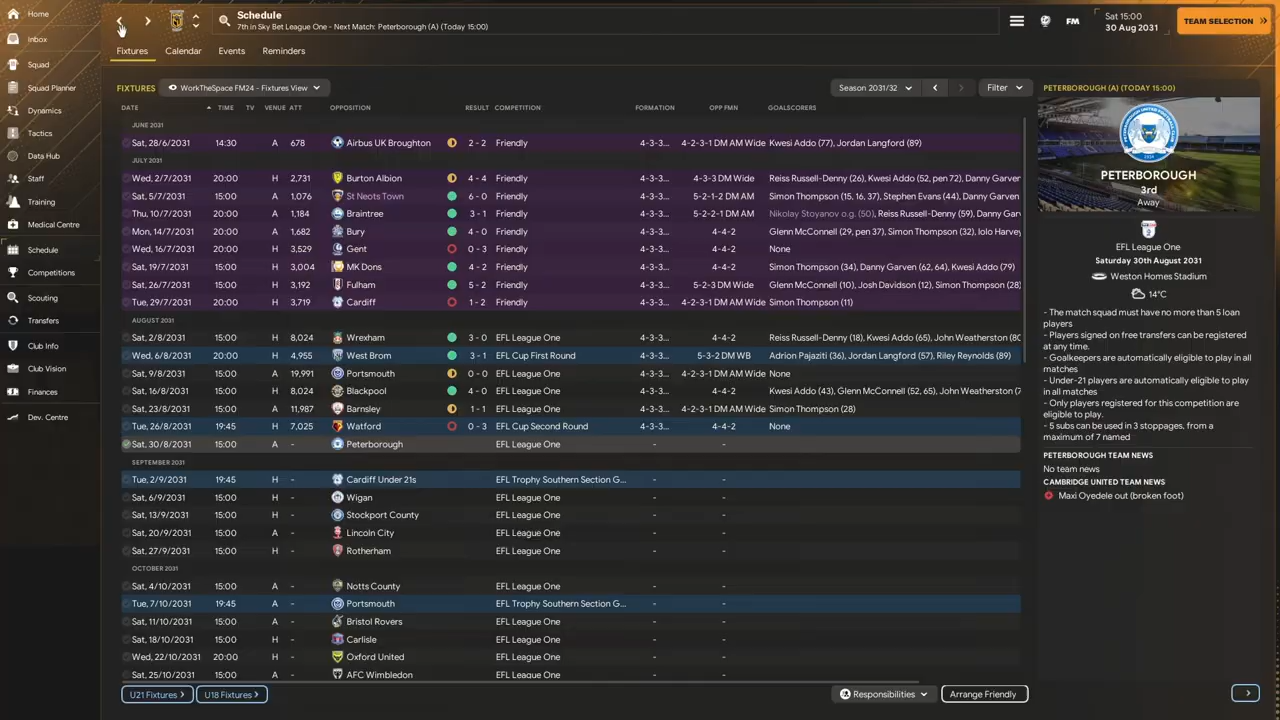 Home
Inbox
Squad
Squad Planner
Dynamics
Tactics
Data Hub
Staff
Training
Medical Centre
Schedule
Competitions
Scouting
Transfers
Club Info
Club Vision
Finances
Dev. Centre
Schedule
7th in Sky Bet League One - Next Match: Peterborough (A) (Today 15:00)
FM
Sat 15:00
30 Aug 2031
TEAM SELECTION
Fixtures Calendar Events Reminders
FIXTURES WorkTheSpace FM24 - Fixtures View Season 2031/32 Filter
DATE TIME TV VENUE ATT OPPOSITION RESULT COMPETITION FORMATION OPP FMN GOALSCORERS
JUNE 2031
Sat, 28/6/2031 14:30 A 678 Airbus UK Broughton 2 - 2 Friendly 4-3-3... 4-2-3-1 DM AM Wide Kwesi Addo (77), Jordan Langford (89)
JULY 2031
Wed, 2/7/2031 20:00 H 2,731 Burton Albion 4 - 4 Friendly 4-3-3... 4-3-3 DM Wide Reiss Russell-Denny (26), Kwesi Addo (52, pen 72), Danny Garven
Sat, 5/7/2031 15:00 A 1,076 St Neots Town 6 - 0 Friendly 4-3-3... 5-2-1-2 DM AM Simon Thompson (15, 16, 37), Stephen Evans (44), Danny Garven
Thu, 10/7/2031 20:00 A 1,184 Braintree 3 - 1 Friendly 4-3-3... 5-2-2-1 DM AM Nikolay Stoyanov o.g. (50), Reiss Russell-Denny (59), Danny Garv
Mon, 14/7/2031 20:00 A 1,682 Bury 4 - 0 Friendly 4-3-3... 4-4-2 Glenn McConnell (29, pen 37), Simon Thompson (32), Iolo Harve
Wed, 16/7/2031 20:00 H 3,529 Gent 0 - 3 Friendly 4-3-3... 4-4-2 None
Sat, 19/7/2031 15:00 H 3,004 MK Dons 4 - 2 Friendly 4-3-3... 4-4-2 Simon Thompson (34), Danny Garven (62, 64), Kwesi Addo (79)
Sat, 26/7/2031 15:00 H 3,192 Fulham 5 - 2 Friendly 4-3-3... 5-2-3 DM Wide Glenn McConnell (10), Josh Davidson (12), Simon Thompson (28)
Tue, 29/7/2031 20:00 H 3,719 Cardiff 1 - 2 Friendly 4-3-3... 4-2-3-1 DM AM Wide Simon Thompson (11)
AUGUST 2031
Sat, 2/8/2031 15:00 H 8,024 Wrexham 3 - 0 EFL League One 4-3-3... 4-4-2 Reiss Russell-Denny (18), Kwesi Addo (65), John Weatherston (80
Wed, 6/8/2031 20:00 H 4,955 West Brom 3 - 1 EFL Cup First Round 4-3-3... 5-3-2 DM WB Adrion Pajaziti (36), Jordan Langford (57), Riley Reynolds (89)
Sat, 9/8/2031 15:00 A 19,991 Portsmouth 0 - 0 EFL League One 4-3-3... 4-2-3-1 DM AM Wide None
Sat, 16/8/2031 15:00 H 8,024 Blackpool 4 - 0 EFL League One 4-3-3... 4-4-2 Kwesi Addo (43), Glenn McConnell (52, 65), John Weatherston (7
Sat, 23/8/2031 15:00 A 11,987 Barnsley 1 - 1 EFL League One 4-3-3... 4-2-3-1 DM AM Wide Simon Thompson (28)
Tue, 26/8/2031 19:45 H 7,025 Watford 0 - 3 EFL Cup Second Round 4-3-3... 4-4-2 None
Sat, 30/8/2031 15:00 A - Peterborough EFL League One - -
SEPTEMBER 2031
Tue, 2/9/2031 19:45 H - Cardiff Under 21s EFL Trophy Southern Section G... - -
Sat, 6/9/2031 15:00 H - Wigan EFL League One - -
Sat, 13/9/2031 15:00 H - Stockport County EFL League One - -
Sat, 20/9/2031 15:00 A - Lincoln City EFL League One - -
Sat, 27/9/2031 15:00 H - Rotherham EFL League One - -
OCTOBER 2031
Sat, 4/10/2031 15:00 A - Notts County EFL League One - -
Tue, 7/10/2031 19:45 A - Portsmouth EFL Trophy Southern Section G... - -
Sat, 11/10/2031 15:00 A - Bristol Rovers EFL League One - -
Sat, 18/10/2031 15:00 H - Carlisle EFL League One - -
Wed, 22/10/2031 20:00 H - Oxford United EFL League One - -
Sat, 25/10/2031 15:00 A - AFC Wimbledon EFL League One - -
U21 Fixtures U18 Fixtures Responsibilities Arrange Friendly
PETERBOROUGH (A) (TODAY 15:00)
PETERBOROUGH
3rd
Away
EFL League One
Saturday 30th August 2031
Weston Homes Stadium
14°C
- The match squad must have no more than 5 loan
players
- Players signed on free transfers can be registered
at any time.
- Goalkeepers are automatically eligible to play in all
matches
- Under-21 players are automatically eligible to play
in all matches
- Only players registered for this competition are
eligible to play.
- 5 subs can be used in 3 stoppages, from a
maximum of 7 named
PETERBOROUGH TEAM NEWS
No team news
CAMBRIDGE UNITED TEAM NEWS
Maxi Oyedele out (broken foot)